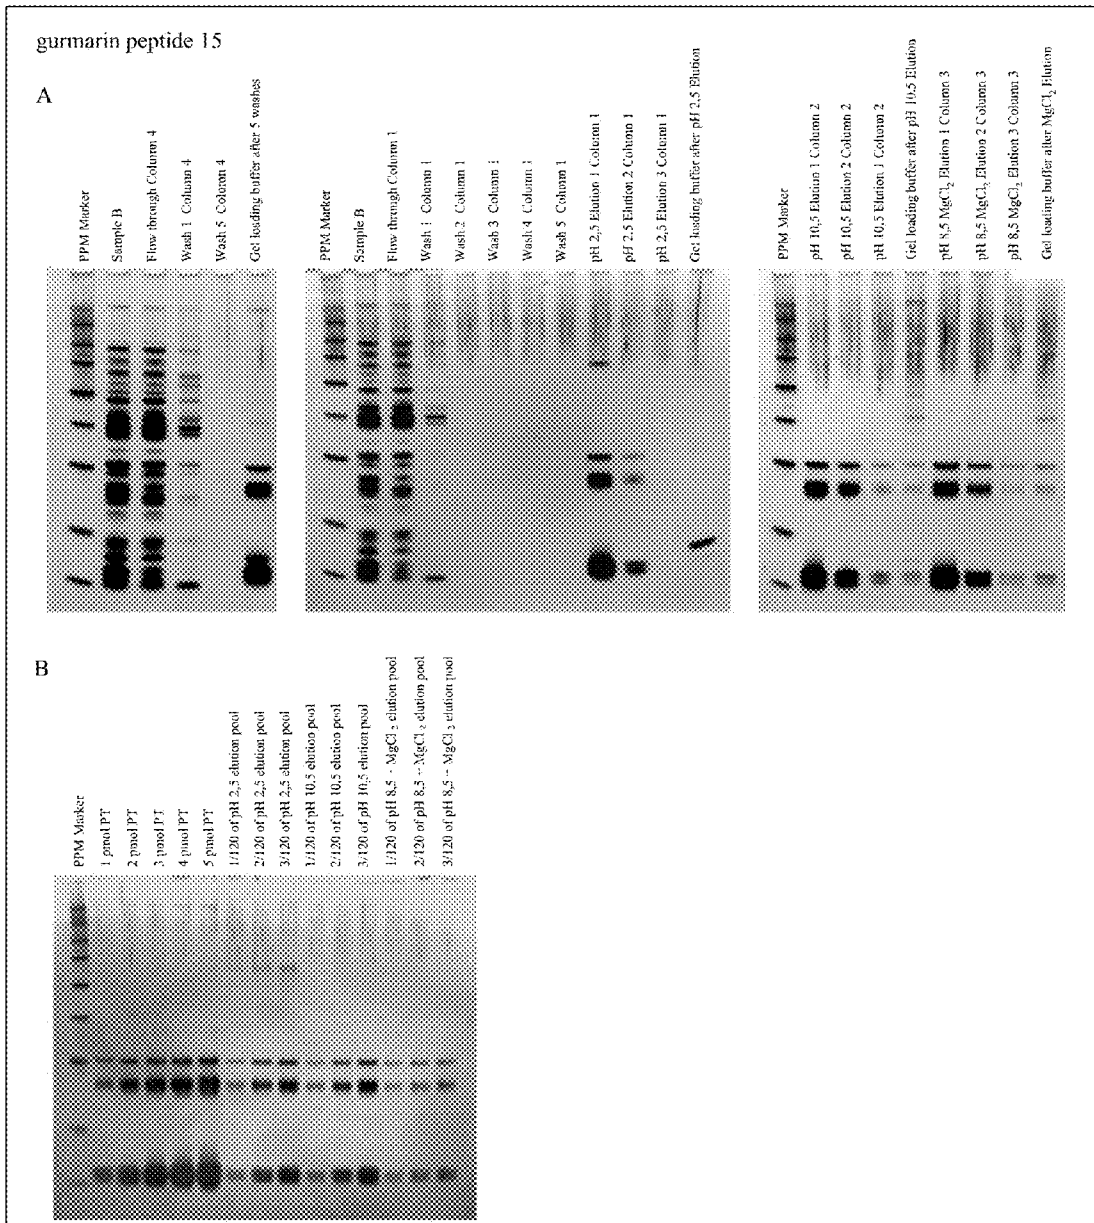 gurmarin peptide 15
A
PPM Marker
Sample B
Flow through Column 4
Wash 1 Column 4
Wash 5 Column 4
Gel loading buffer after 5 washes
PPM Marker
Sample B
Flow through Column 1
Wash 1 Column 1
Wash 2 Column 1
Wash 3 Column 1
Wash 4 Column 1
Wash 5 Column 1
pH 2,5 Elution 1 Column 1
pH 2,5 Elution 2 Column 1
pH 2,5 Elution 3 Column 1
Gel loading buffer after pH 2,5 Elution
PPM Marker
pH 10,5 Elution 1 Column 2
pH 10,5 Elution 2 Column 2
pH 10,5 Elution 1 Column 2
Gel loading buffer after pH 10,5 Elution
pH 8,5 MgCl2 Elution 1 Column 3
pH 8,5 MgCl2 Elution 2 Column 3
pH 8,5 MgCl2 Elution 3 Column 3
Gel loading buffer after MgCl2 Elution
B
PPM Marker
1 pmol PT
2 pmol PT
3 pmol PT
4 pmol PT
5 pmol PT
1/120 of pH 2,5 elution pool
2/120 of pH 2,5 elution pool
3/120 of pH 2,5 elution pool
1/120 of pH 10,5 elution pool
2/120 of pH 10,5 elution pool
3/120 of pH 10,5 elution pool
1/120 of pH 8,5 + MgCl2 elution pool
2/120 of pH 8,5 + MgCl2 elution pool
3/120 of pH 8,5 + MgCl2 elution pool